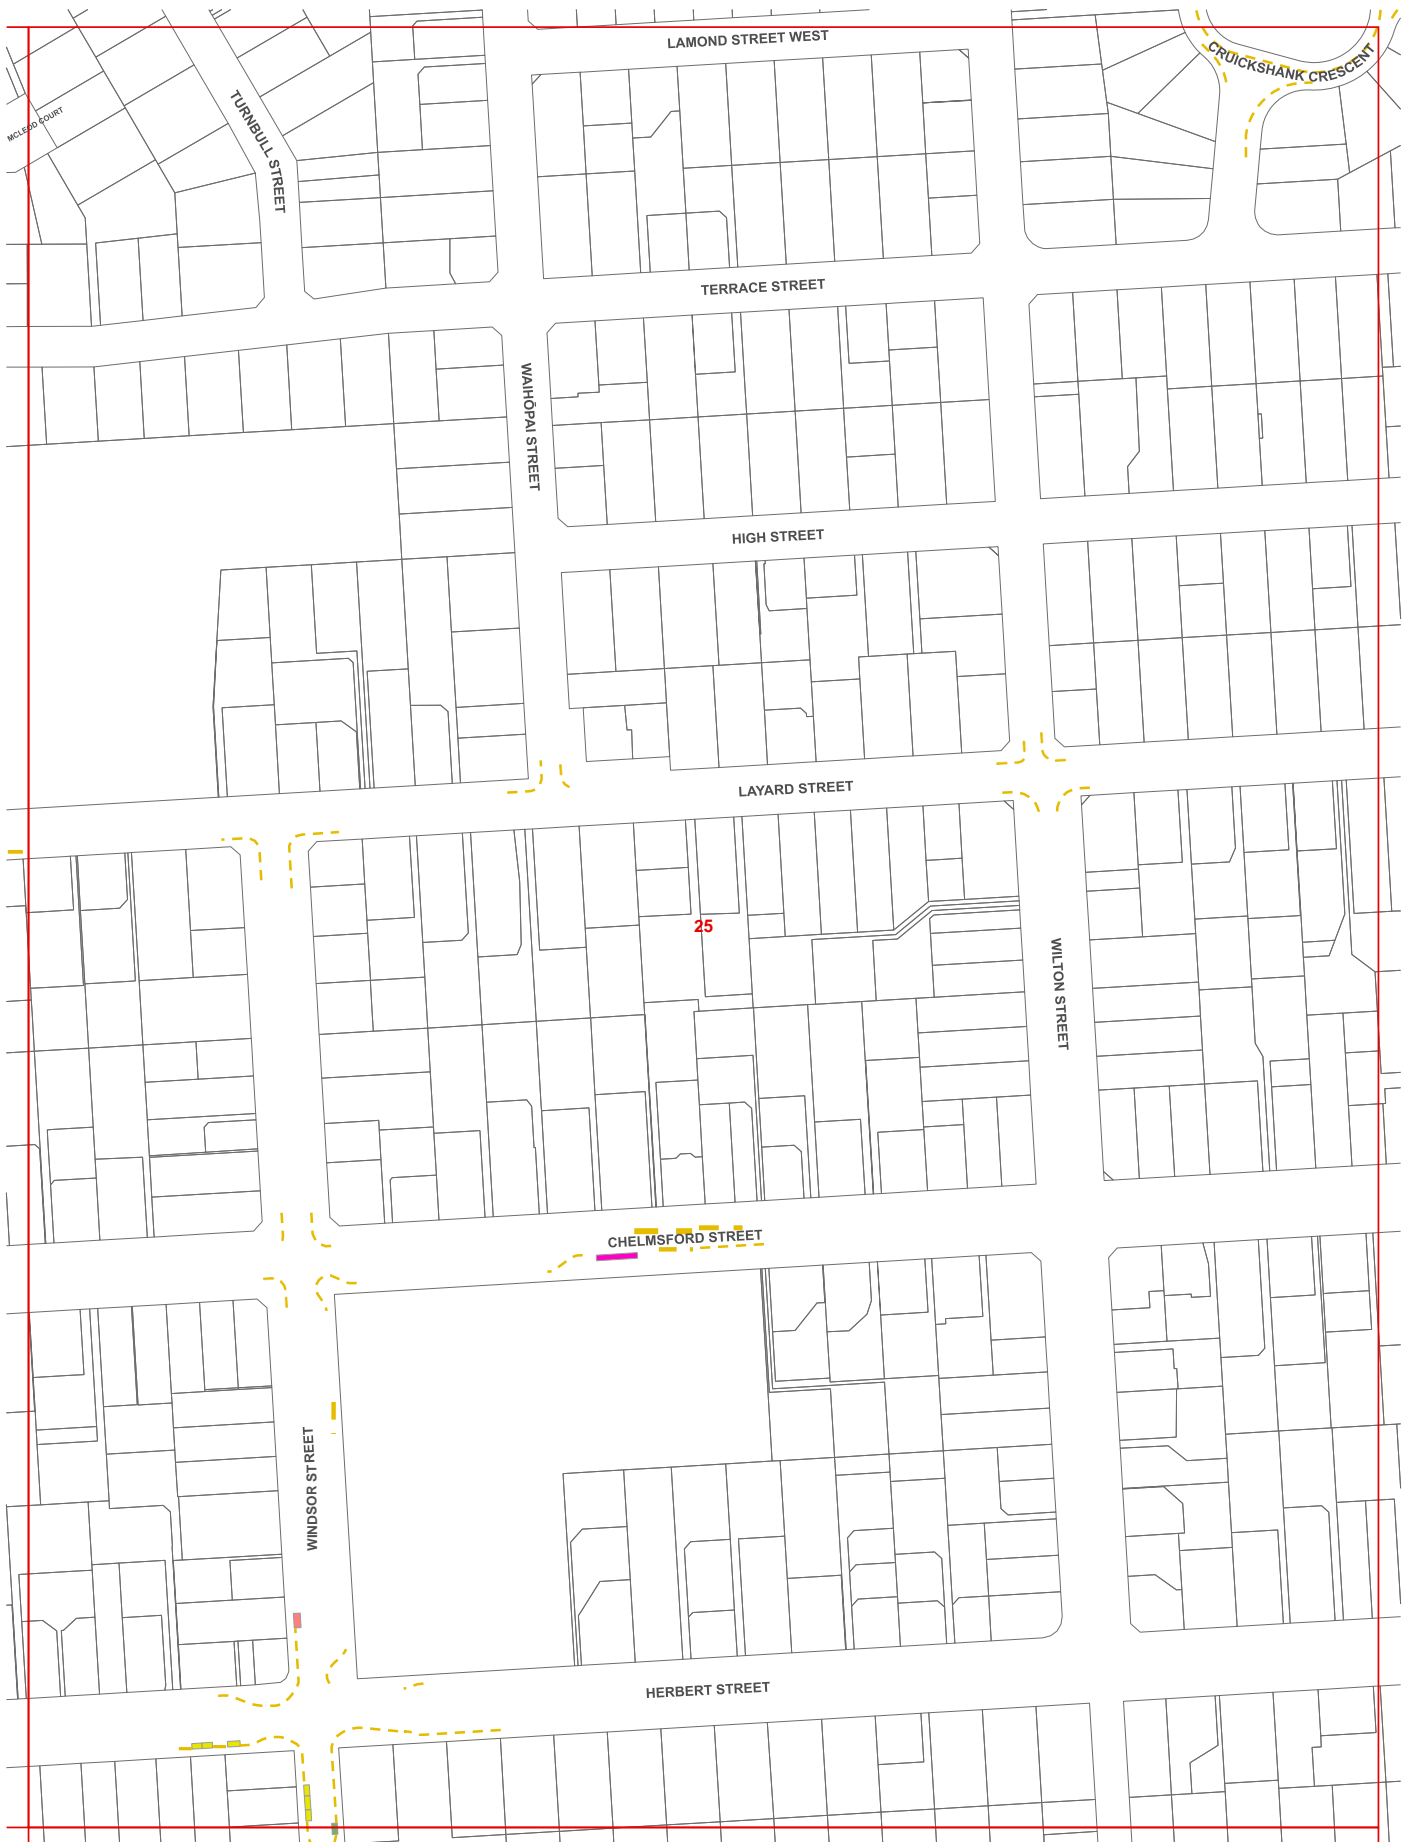 LAMOND STREET WEST
CRUICKSHANK CRESCENT
MCLEOD COURT
TURNBULL STREET
TERRACE STREET
WAIHŌPAI STREET
HIGH STREET
LAYARD STREET
25
WILTON STREET
CHELMSFORD STREET
WINDSOR STREET
HERBERT STREET